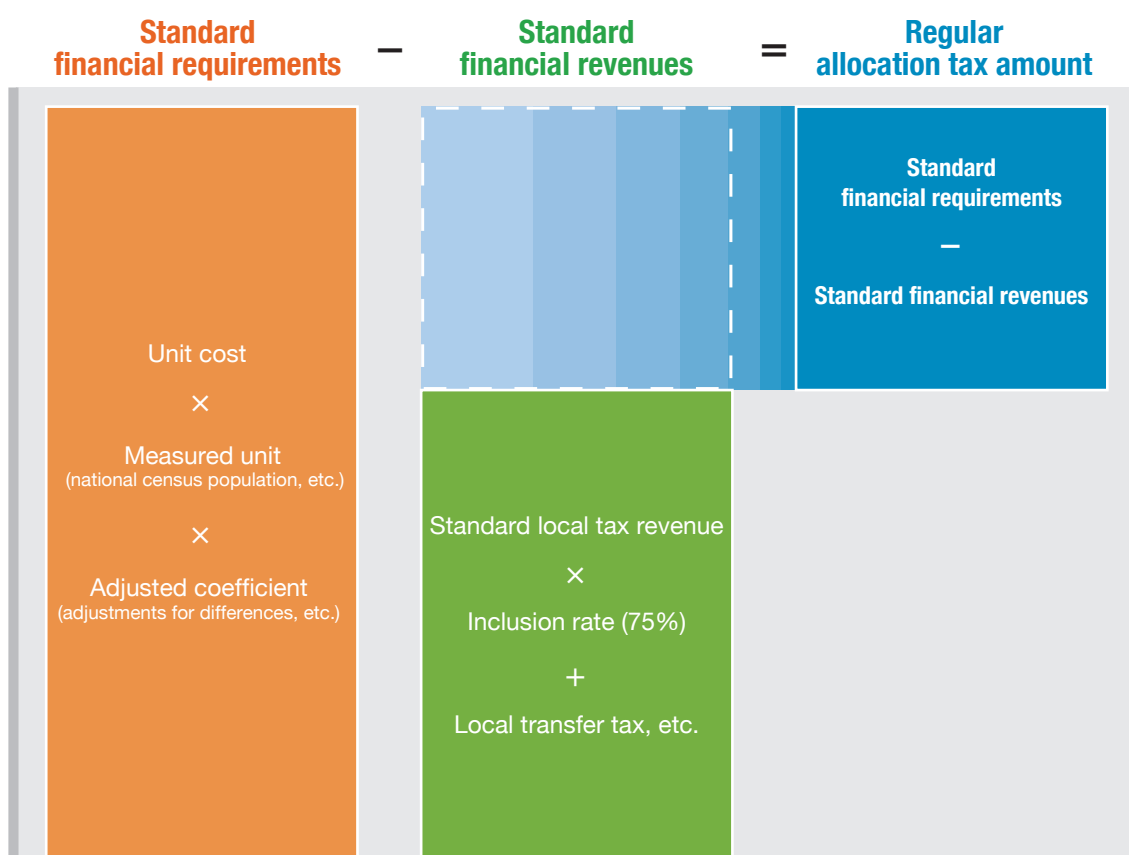 Standard
financial requirements
–
Standard
financial revenues
=
Regular
allocation tax amount
Unit cost
×
Measured unit
(national census population, etc.)
×
Adjusted coefficient
(adjustments for differences, etc.)
Standard local tax revenue
×
Inclusion rate (75%)
+
Local transfer tax, etc.
Standard
financial requirements
–
Standard financial revenues